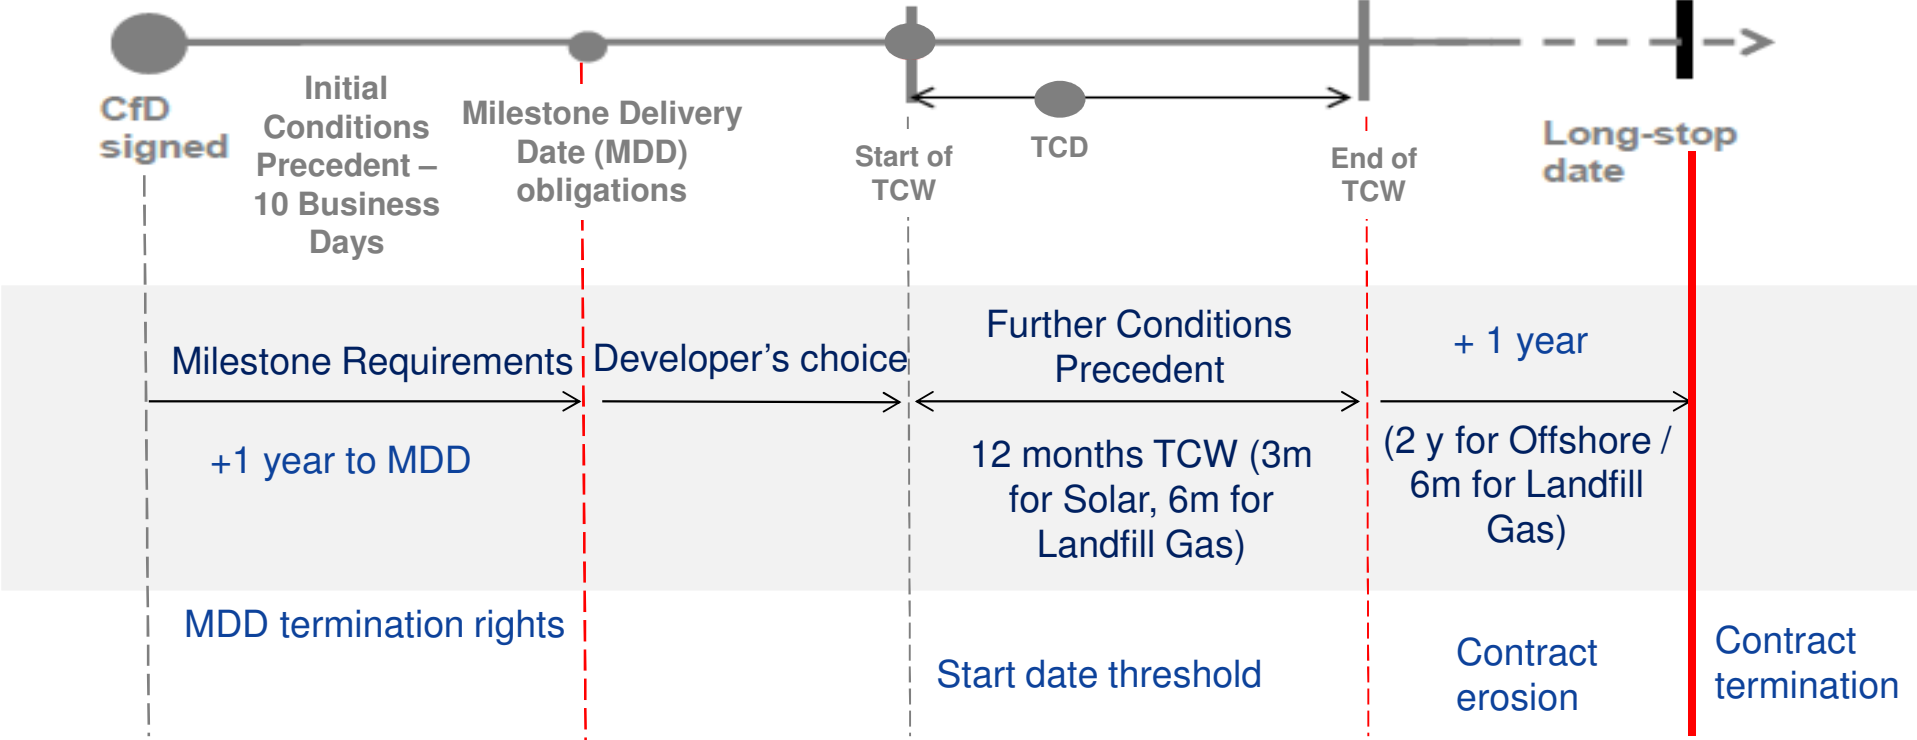 CfD
signed
Initial
Conditions
Precedent –
10 Business
Days
Milestone Delivery
Date (MDD)
obligations
Start of
TCW
TCD
End of
TCW
Long-stop
date
Milestone Requirements
+1 year to MDD
Developer's choice
Further Conditions
Precedent
12 months TCW (3m
for Solar, 6m for
Landfill Gas)
+ 1 year
(2 y for Offshore /
6m for Landfill
Gas)
MDD termination rights
Start date threshold
Contract
erosion
Contract
termination